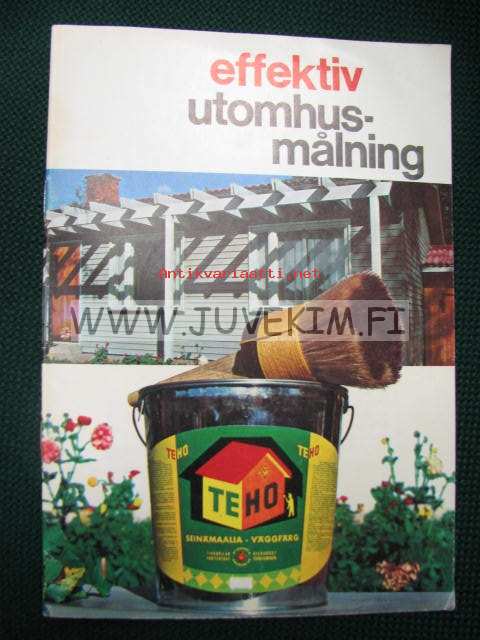 effektiv
utomhus-
målning
Antikvariaatti.net
WWW.JUVEKIM.FI
TEHO
TEHO
TEHO
SEINÄMAALIA - VÄGGFÄRG